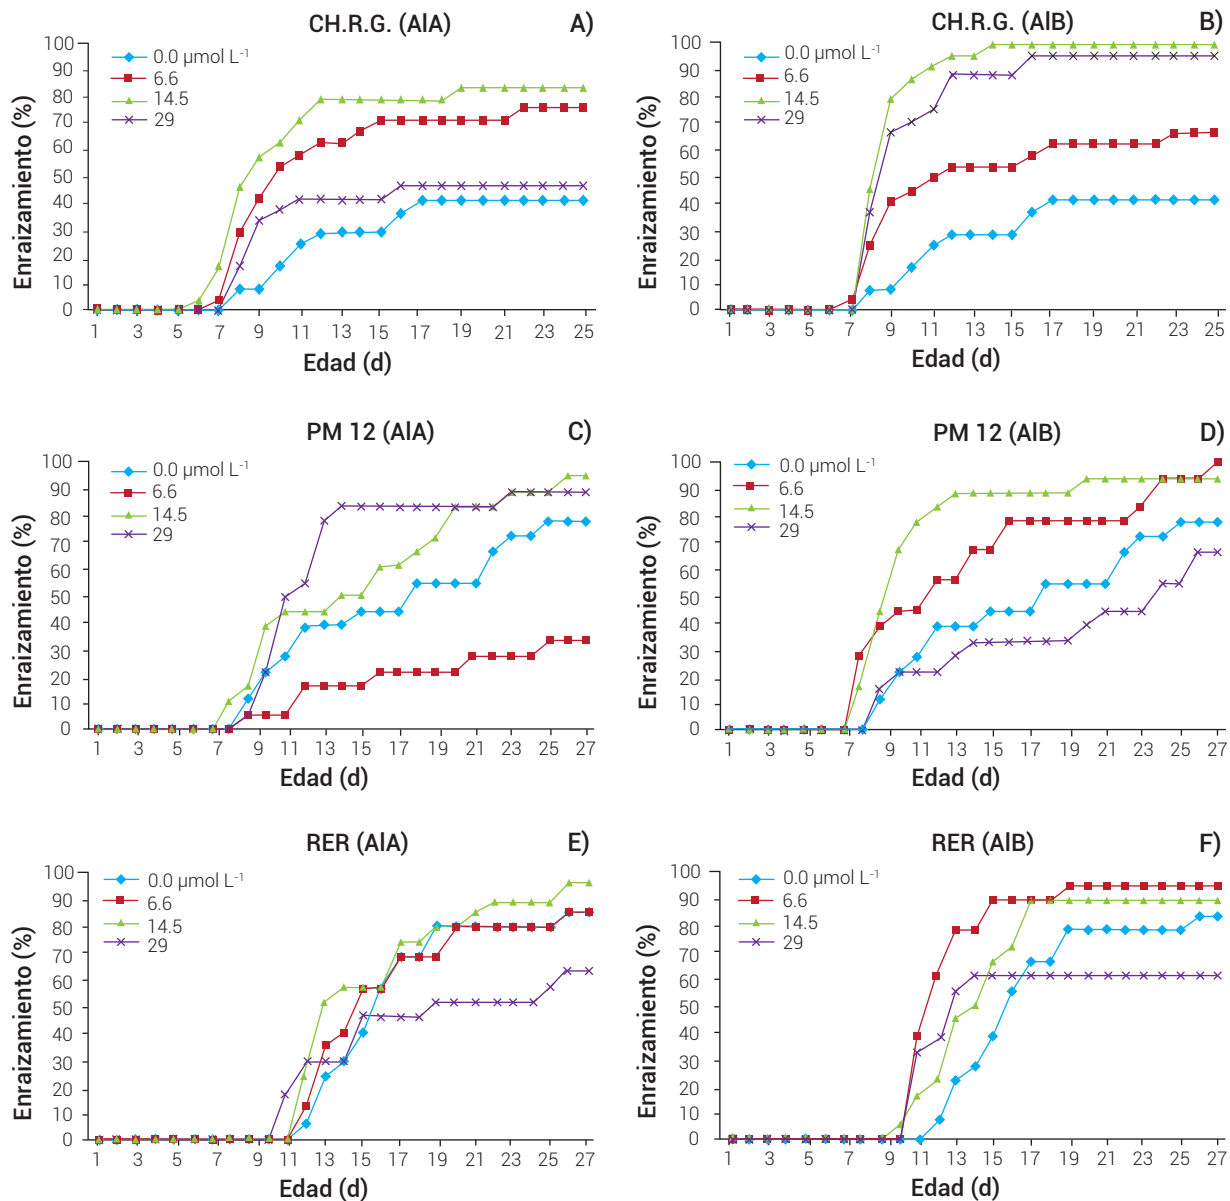 CH.R.G. (AIA) A)
0.0 µmol L-1
6.6
14.5
29
Enraizamiento (%)
100
90
80
70
60
50
40
30
20
10
0
1 3 5 7 9 11 13 15 17 19 21 23 25
Edad (d)
CH.R.G. (AIB) B)
0.0 µmol L-1
6.6
14.5
29
Enraizamiento (%)
100
90
80
70
60
50
40
30
20
10
0
1 3 5 7 9 11 13 15 17 19 21 23 25
Edad (d)
PM 12 (AIA) C)
0.0 µmol L-1
6.6
14.5
29
Enraizamiento (%)
100
90
80
70
60
50
40
30
20
10
0
1 3 5 7 9 11 13 15 17 19 21 23 25 27
Edad (d)
PM 12 (AIB) D)
0.0 µmol L-1
6.6
14.5
29
Enraizamiento (%)
100
90
80
70
60
50
40
30
20
10
0
1 3 5 7 9 11 13 15 17 19 21 23 25 27
Edad (d)
RER (AIA) E)
0.0 µmol L-1
6.6
14.5
29
Enraizamiento (%)
100
90
80
70
60
50
40
30
20
10
0
1 3 5 7 9 11 13 15 17 19 21 23 25 27
Edad (d)
RER (AIB) F)
0.0 µmol L-1
6.6
14.5
29
Enraizamiento (%)
100
90
80
70
60
50
40
30
20
10
0
1 3 5 7 9 11 13 15 17 19 21 23 25 27
Edad (d)